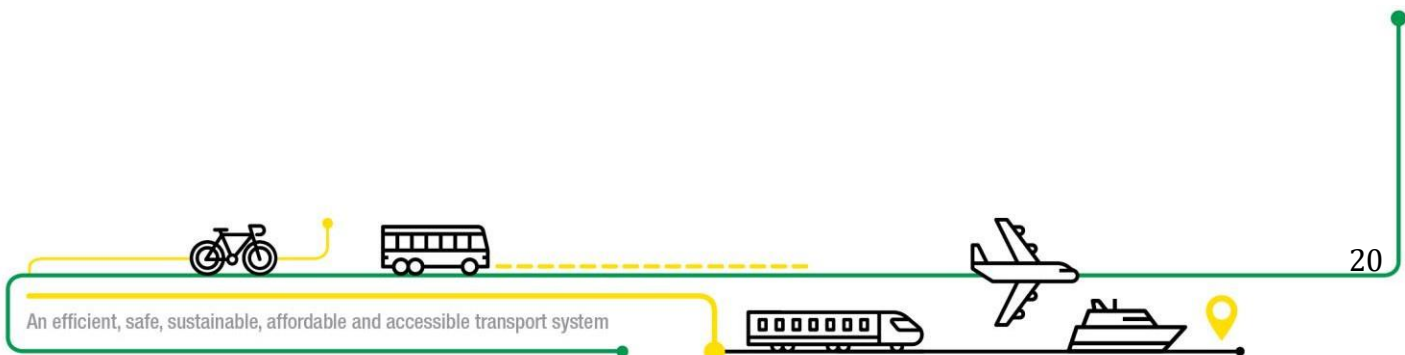 20
An efficient, safe, sustainable, affordable and accessible transport system